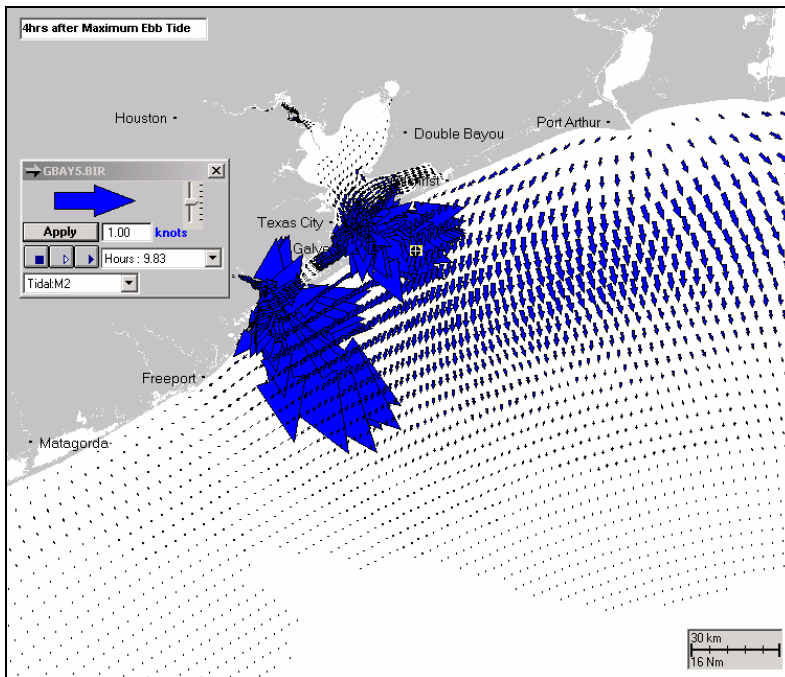 4hrs after Maximum Ebb Tide
Houston
Double Bayou
Port Arthur
GBAY5.BIR
Apply
1.00
knots
Hours : 9.83
Tidal:M2
Texas City
Freeport
Matagorda
30 km
16 Nm